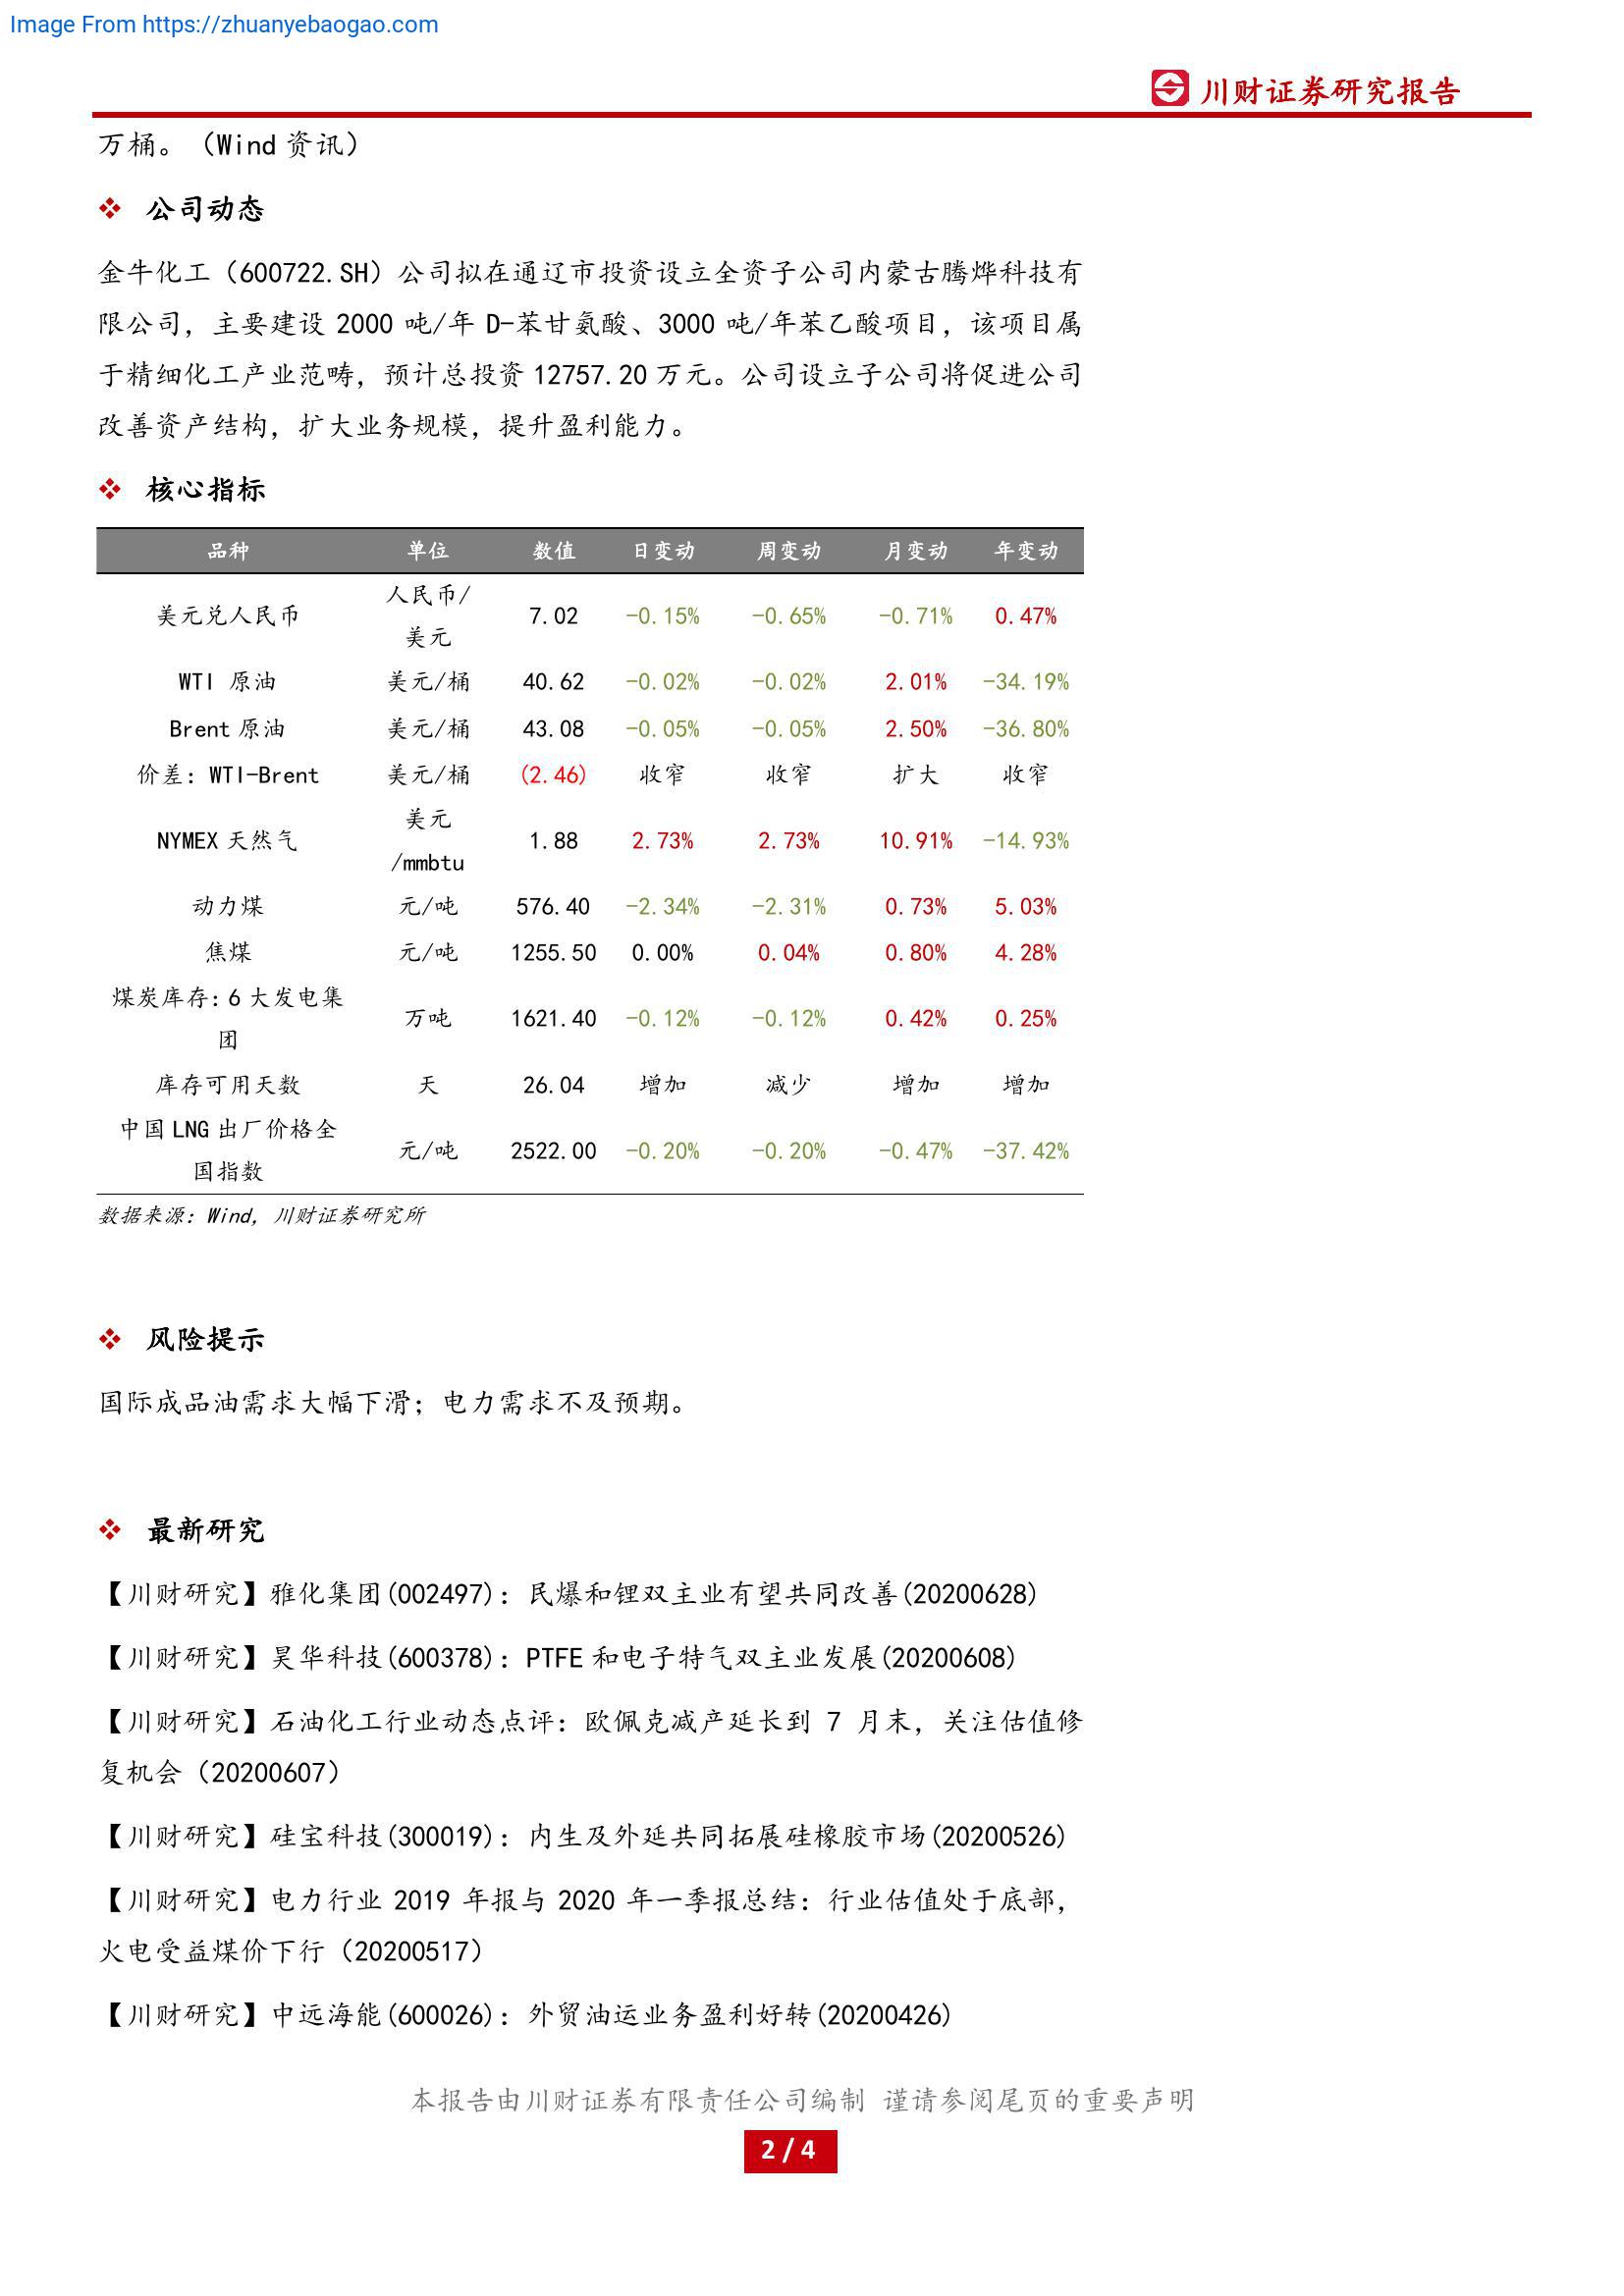 Image From https://zhuanyebaogao.com
川财证券研究报告
万桶。（Wind 资讯）
公司动态
金牛化工（600722.SH）公司拟在通辽市投资设立全资子公司内蒙古腾烨科技有
限公司，主要建设 2000 吨/年 D-苯甘氨酸、3000 吨/年苯乙酸项目，该项目属
于精细化工产业范畴，预计总投资 12757.20 万元。公司设立子公司将促进公司
改善资产结构，扩大业务规模，提升盈利能力。
核心指标
品种 单位 数值 日变动 周变动 月变动 年变动
美元兑人民币 人民币/美元 7.02 -0.15% -0.65% -0.71% 0.47%
WTI 原油 美元/桶 40.62 -0.02% -0.02% 2.01% -34.19%
Brent 原油 美元/桶 43.08 -0.05% -0.05% 2.50% -36.80%
价差：WTI-Brent 美元/桶 (2.46) 收窄 收窄 扩大 收窄
NYMEX 天然气 美元/mmbtu 1.88 2.73% 2.73% 10.91% -14.93%
动力煤 元/吨 576.40 -2.34% -2.31% 0.73% 5.03%
焦煤 元/吨 1255.50 0.00% 0.04% 0.80% 4.28%
煤炭库存:6 大发电集团 万吨 1621.40 -0.12% -0.12% 0.42% 0.25%
库存可用天数 天 26.04 增加 减少 增加 增加
中国 LNG 出厂价格全国指数 元/吨 2522.00 -0.20% -0.20% -0.47% -37.42%
数据来源：Wind，川财证券研究所
风险提示
国际成品油需求大幅下滑；电力需求不及预期。
最新研究
【川财研究】雅化集团(002497)：民爆和锂双主业有望共同改善(20200628)
【川财研究】昊华科技(600378)：PTFE 和电子特气双主业发展(20200608)
【川财研究】石油化工行业动态点评：欧佩克减产延长到 7 月末，关注估值修
复机会（20200607）
【川财研究】硅宝科技(300019)：内生及外延共同拓展硅橡胶市场(20200526)
【川财研究】电力行业 2019 年报与 2020 年一季报总结：行业估值处于底部，
火电受益煤价下行（20200517）
【川财研究】中远海能(600026)：外贸油运业务盈利好转(20200426)
本报告由川财证券有限责任公司编制 谨请参阅尾页的重要声明
2 / 4